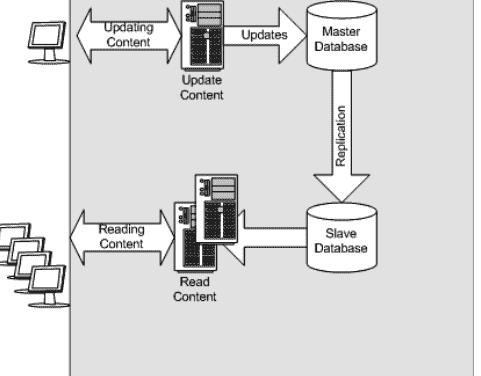 Updating
Content
Updates
Master
Database
Update
Content
Replication
Reading
Content
Slave
Database
Read
Content